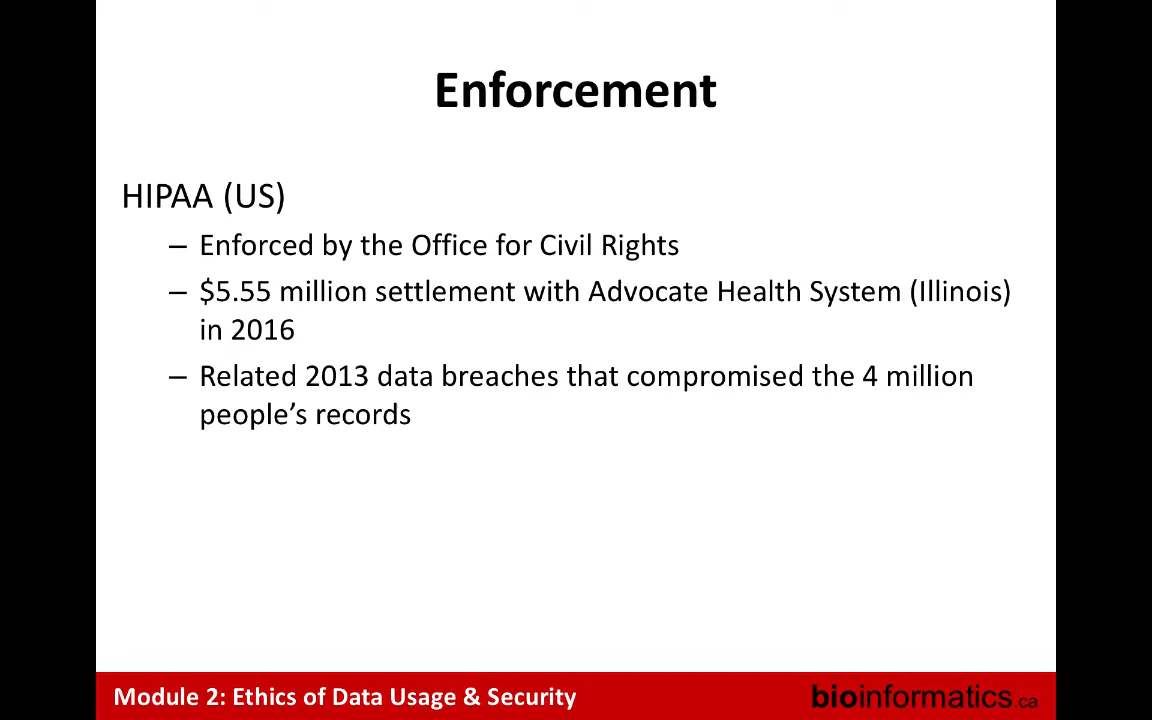 Enforcement
HIPAA (US)
– Enforced by the Office for Civil Rights
– $5.55 million settlement with Advocate Health System (Illinois)
in 2016
– Related 2013 data breaches that compromised the 4 million
people’s records
Module 2: Ethics of Data Usage & Security
bioinformatics.ca